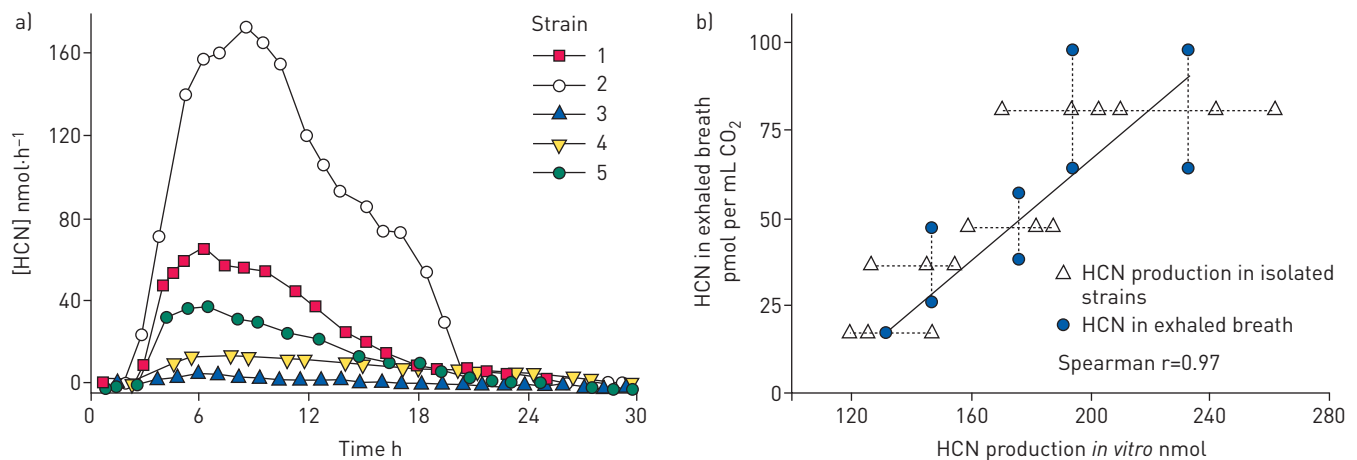 a)
[HCN] nmol·h⁻¹
160
120
80
40
0
0
6
12
18
24
30
Time h
Strain
1
2
3
4
5
b)
HCN in exhaled breath
pmol per mL CO₂
100
75
50
25
0
120
160
200
240
280
HCN production in vitro nmol
HCN production in isolated
strains
HCN in exhaled breath
Spearman r=0.97